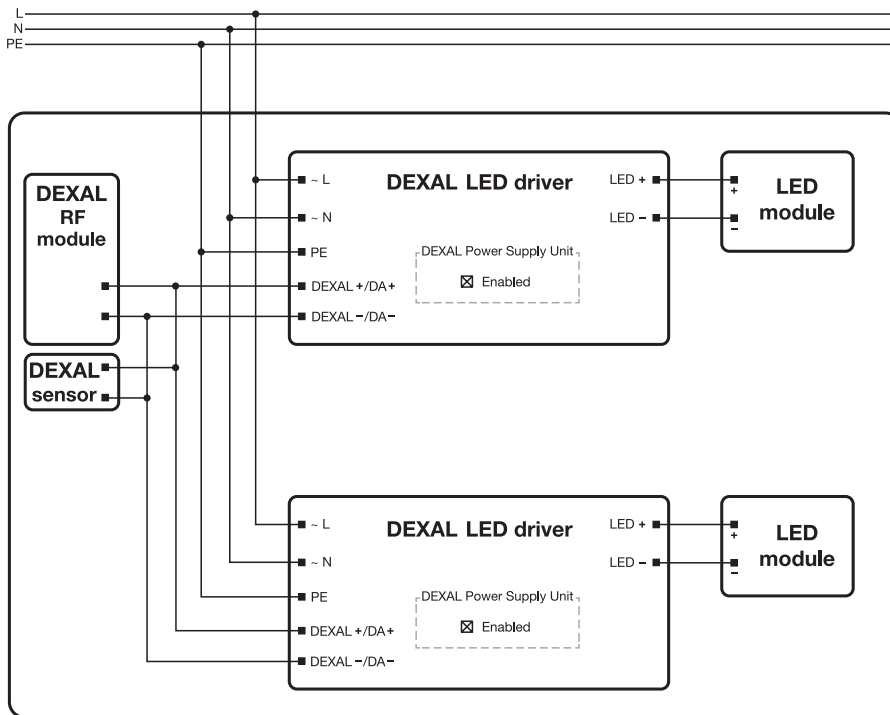 L
N
PE
DEXAL
RF
module
DEXAL
sensor
DEXAL LED driver
~ L
~ N
PE
DEXAL +/DA+
DEXAL −/DA−
LED +
LED −
DEXAL Power Supply Unit
Enabled
+
−
LED
module
DEXAL LED driver
~ L
~ N
PE
DEXAL +/DA+
DEXAL −/DA−
LED +
LED −
DEXAL Power Supply Unit
Enabled
+
−
LED
module